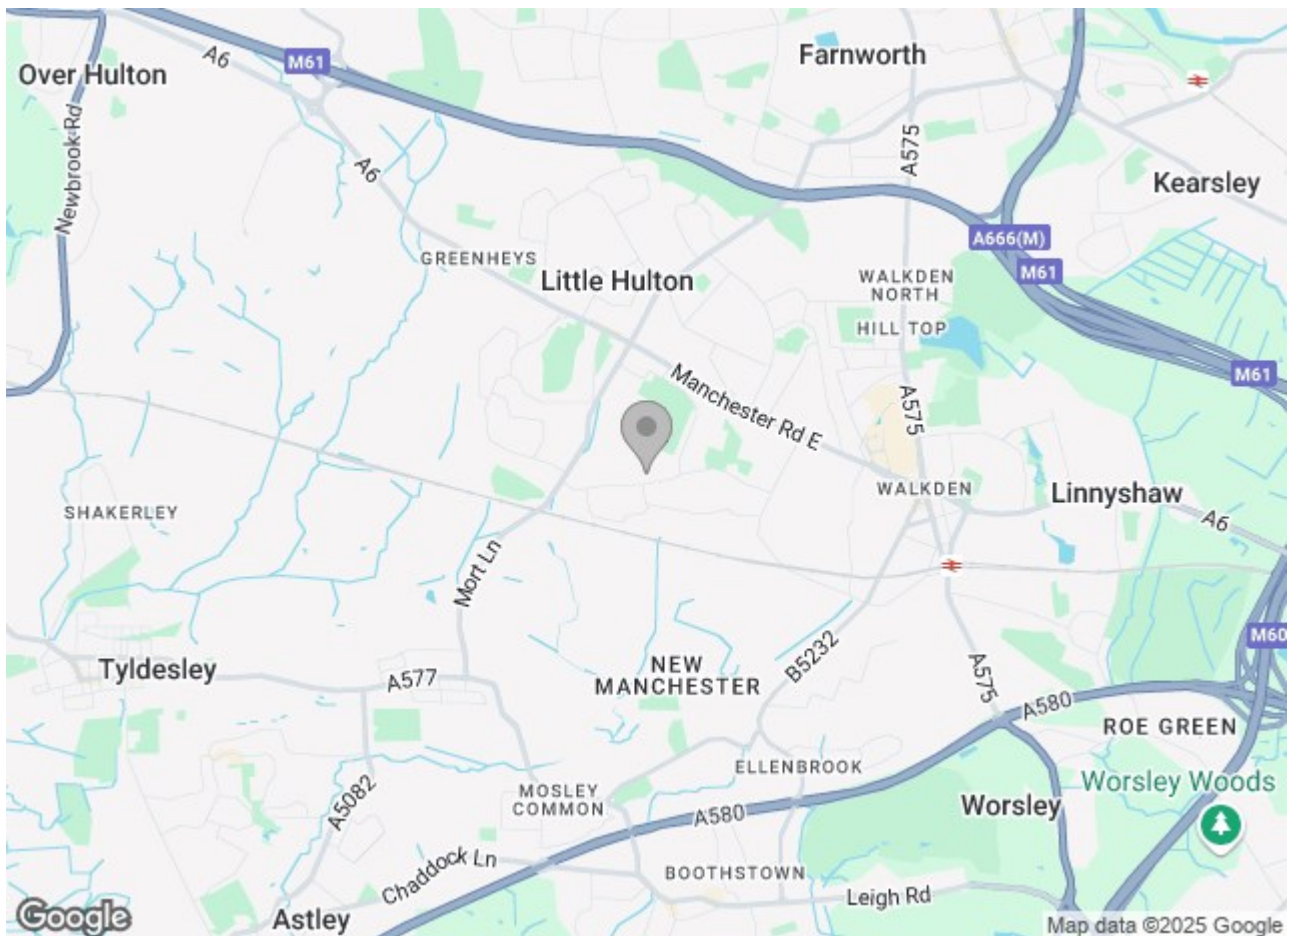 Over Hulton
A6
M61
Farnworth
Newbrook Rd
A6
A575
Kearsley
A666(M)
M61
GREENHEYS
Little Hulton
WALKDEN
NORTH
HILL TOP
M61
Manchester Rd E
A575
WALKDEN
Linnyshaw
A6
SHAKERLEY
Mort Ln
M60
Tyldesley
A577
NEW
MANCHESTER
B5232
A575
A580
ROE GREEN
ELLENBROOK
Worsley Woods
MOSLEY
COMMON
A5082
A580
Worsley
Chaddock Ln
BOOTHSTOWN
Leigh Rd
Astley
Google
Map data ©2025 Google